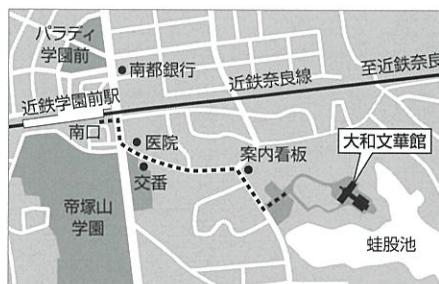 パラディ
学園前
南都銀行
近鉄奈良線
至近鉄奈良
近鉄学園前駅
南口
医院
案内看板
大和文華館
交番
帝塚山
学園
蛙股池